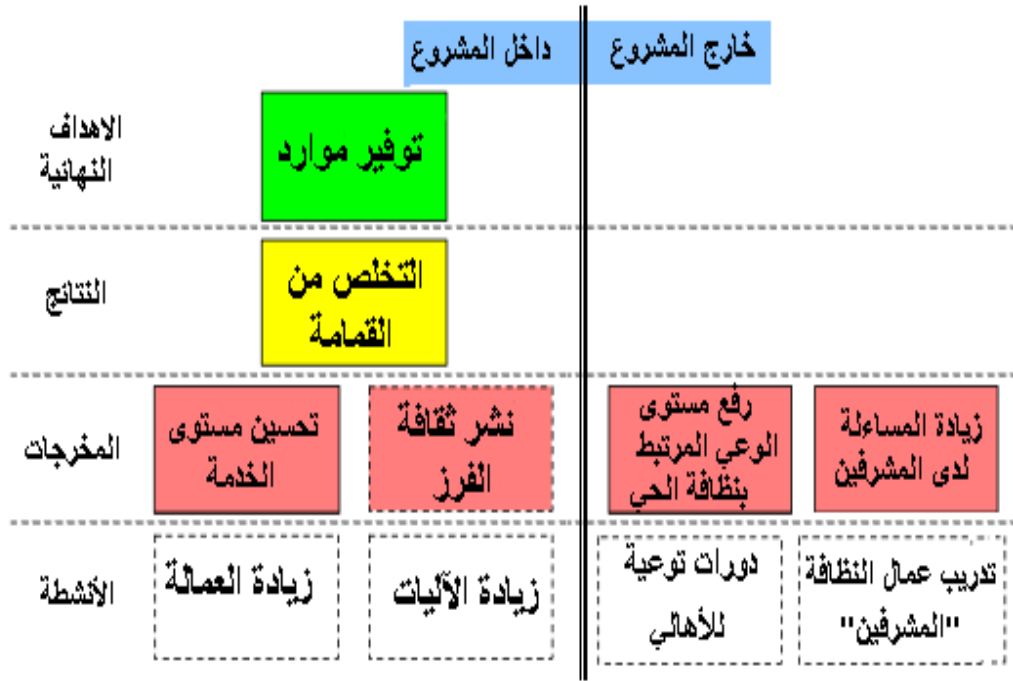 خارج المشروع
داخل المشروع
الاهداف
النهائية
توفير موارد
النتائج
التخلص من
القمامة
المخرجات
زيادة المساءلة
لدى المشرفين
رفع مستوى
الوعي المرتبط
بنظافة الحي
نشر ثقافة
الفرز
تحسين مستوى
الخدمة
الأنشطة
تدريب عمال النظافة
"المشرفين"
دورات توعية
للأهالي
زيادة الآليات
زيادة العمالة